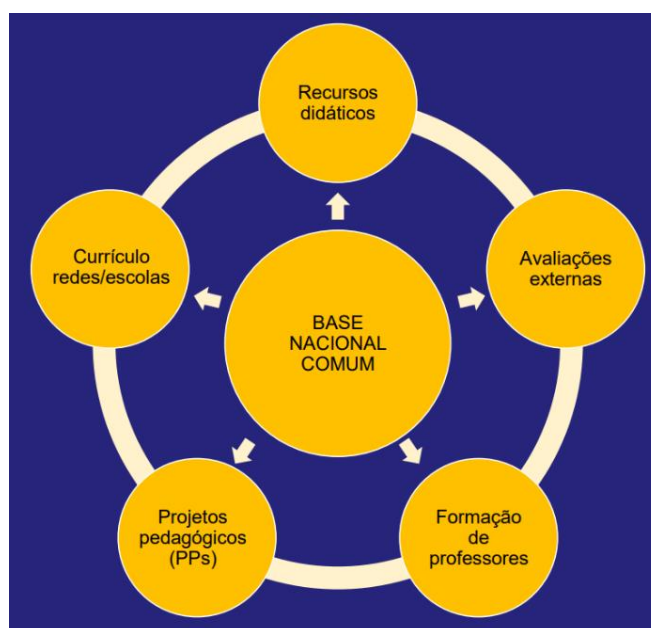 Recursos
didáticos
Currículo
redes/escolas
Avaliações
externas
BASE
NACIONAL
COMUM
Projetos
pedagógicos
(PPs)
Formação
de
professores